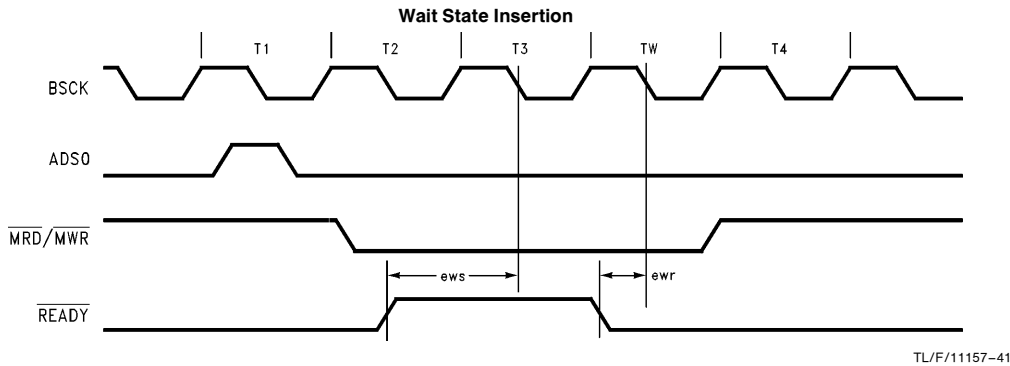 Wait State Insertion
T1 T2 T3 TW T4
BSCK
ADS0
MRD/MWR
ews ewr
READY
TL/F/11157–41